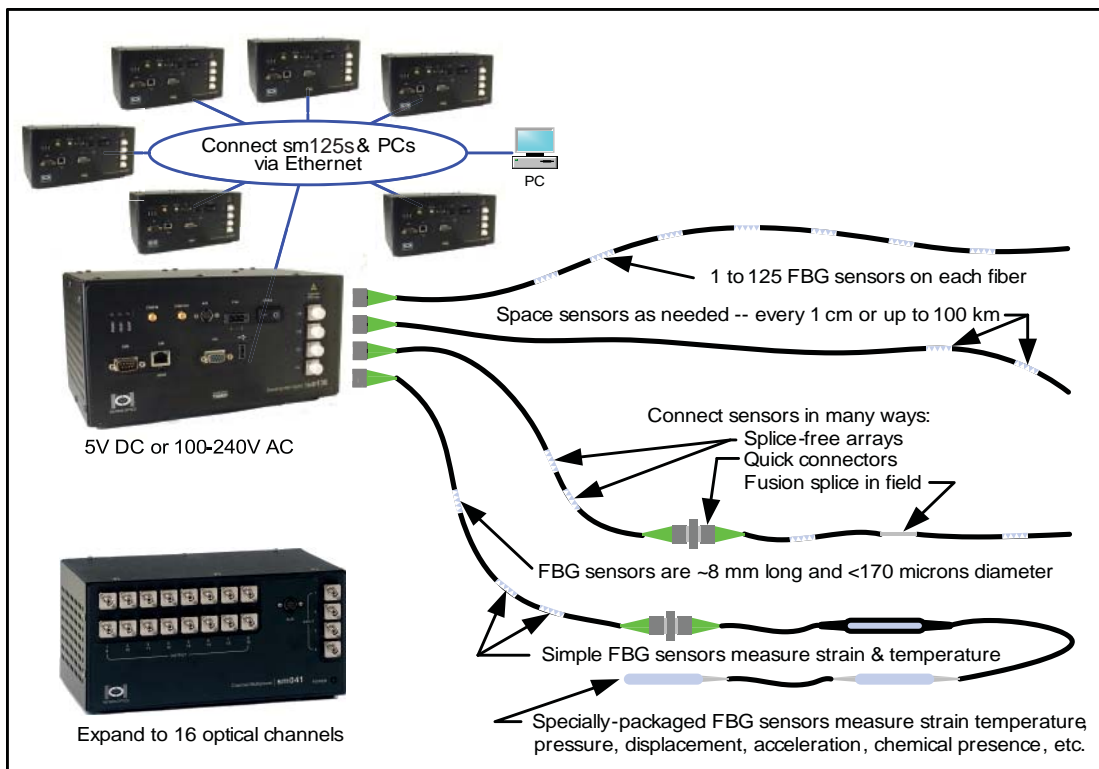 Connect sm125s & PCs
via Ethernet
PC
1 to 125 FBG sensors on each fiber
Space sensors as needed -- every 1 cm or up to 100 km
5V DC or 100-240V AC
Connect sensors in many ways:
Splice-free arrays
Quick connectors
Fusion splice in field
FBG sensors are ~8 mm long and <170 microns diameter
Simple FBG sensors measure strain & temperature
sm041
Expand to 16 optical channels
Specially-packaged FBG sensors measure strain temperature,
pressure, displacement, acceleration, chemical presence, etc.